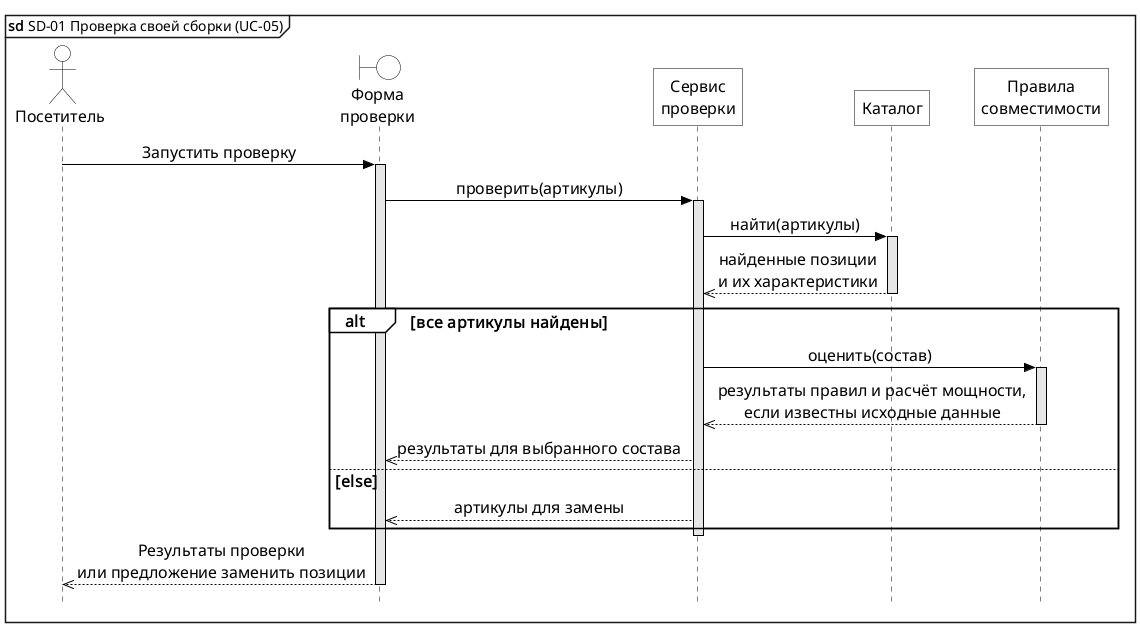 sd SD-01 Проверка своей сборки (UC-05)
Посетитель
Форма
проверки
Сервис
проверки
Каталог
Правила
совместимости
Запустить проверку
проверить(артикулы)
найти(артикулы)
найденные позиции
и их характеристики
alt
[все артикулы найдены]
оценить(состав)
результаты правил и расчёт мощности,
если известны исходные данные
результаты для выбранного состава
[else]
артикулы для замены
Результаты проверки
или предложение заменить позиции